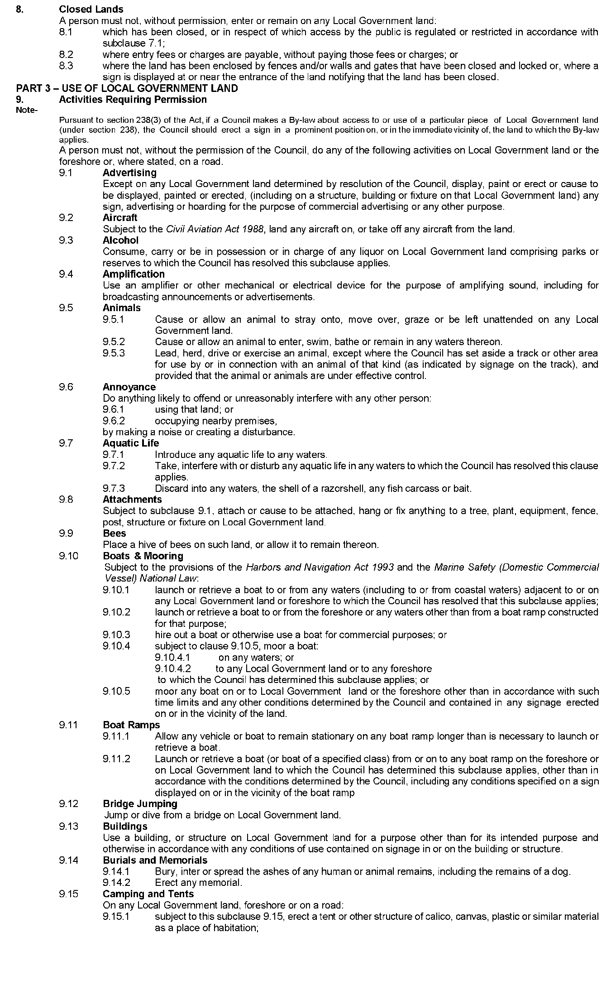 8. Closed Lands
A person must not, without permission, enter or remain on any Local Government land:
8.1 which has been closed, or in respect of which access by the public is regulated or restricted in accordance with
subclause 7.1;
8.2 where entry fees or charges are payable, without paying those fees or charges; or
8.3 where the land has been enclosed by fences and/or walls and gates that have been closed and locked or, where a
sign is displayed at or near the entrance of the land notifying that the land has been closed.
PART 3 – USE OF LOCAL GOVERNMENT LAND
9. Activities Requiring Permission
Note-
Pursuant to section 238(3) of the Act, if a Council makes a By-law about access to or use of a particular piece of Local Government land
(under section 238), the Council should erect a sign in a prominent position on, or in the immediate vicinity of, the land to which the By-law
applies.
A person must not, without the permission of the Council, do any of the following activities on Local Government land or the
foreshore or, where stated, on a road.
9.1 Advertising
Except on any Local Government land determined by resolution of the Council, display, paint or erect or cause to
be displayed, painted or erected, (including on a structure, building or fixture on that Local Government land) any
sign, advertising or hoarding for the purpose of commercial advertising or any other purpose.
9.2 Aircraft
Subject to the Civil Aviation Act 1988, land any aircraft on, or take off any aircraft from the land.
9.3 Alcohol
Consume, carry or be in possession or in charge of any liquor on Local Government land comprising parks or
reserves to which the Council has resolved this subclause applies.
9.4 Amplification
Use an amplifier or other mechanical or electrical device for the purpose of amplifying sound, including for
broadcasting announcements or advertisements.
9.5 Animals
9.5.1 Cause or allow an animal to stray onto, move over, graze or be left unattended on any Local
Government land.
9.5.2 Cause or allow an animal to enter, swim, bathe or remain in any waters thereon.
9.5.3 Lead, herd, drive or exercise an animal, except where the Council has set aside a track or other area
for use by or in connection with an animal of that kind (as indicated by signage on the track), and
provided that the animal or animals are under effective control.
9.6 Annoyance
Do anything likely to offend or unreasonably interfere with any other person:
9.6.1 using that land; or
9.6.2 occupying nearby premises,
by making a noise or creating a disturbance.
9.7 Aquatic Life
9.7.1 Introduce any aquatic life to any waters.
9.7.2 Take, interfere with or disturb any aquatic life in any waters to which the Council has resolved this clause
applies.
9.7.3 Discard into any waters, the shell of a razorshell, any fish carcass or bait.
9.8 Attachments
Subject to subclause 9.1, attach or cause to be attached, hang or fix anything to a tree, plant, equipment, fence,
post, structure or fixture on Local Government land.
9.9 Bees
Place a hive of bees on such land, or allow it to remain thereon.
9.10 Boats & Mooring
Subject to the provisions of the Harbors and Navigation Act 1993 and the Marine Safety (Domestic Commercial
Vessel) National Law:
9.10.1 launch or retrieve a boat to or from any waters (including to or from coastal waters) adjacent to or on
any Local Government land or foreshore to which the Council has resolved that this subclause applies;
9.10.2 launch or retrieve a boat to or from the foreshore or any waters other than from a boat ramp constructed
for that purpose;
9.10.3 hire out a boat or otherwise use a boat for commercial purposes; or
9.10.4 subject to clause 9.10.5, moor a boat:
9.10.4.1 on any waters; or
9.10.4.2 to any Local Government land or to any foreshore
to which the Council has determined this subclause applies; or
9.10.5 moor any boat on or to Local Government land or the foreshore other than in accordance with such
time limits and any other conditions determined by the Council and contained in any signage erected
on or in the vicinity of the land.
9.11 Boat Ramps
9.11.1 Allow any vehicle or boat to remain stationary on any boat ramp longer than is necessary to launch or
retrieve a boat.
9.11.2 Launch or retrieve a boat (or boat of a specified class) from or on to any boat ramp on the foreshore or
on Local Government land to which the Council has determined this subclause applies, other than in
accordance with the conditions determined by the Council, including any conditions specified on a sign
displayed on or in the vicinity of the boat ramp
9.12 Bridge Jumping
Jump or dive from a bridge on Local Government land.
9.13 Buildings
Use a building, or structure on Local Government land for a purpose other than for its intended purpose and
otherwise in accordance with any conditions of use contained on signage in or on the building or structure.
9.14 Burials and Memorials
9.14.1 Bury, inter or spread the ashes of any human or animal remains, including the remains of a dog.
9.14.2 Erect any memorial.
9.15 Camping and Tents
On any Local Government land, foreshore or on a road:
9.15.1 subject to this subclause 9.15, erect a tent or other structure of calico, canvas, plastic or similar material
as a place of habitation;